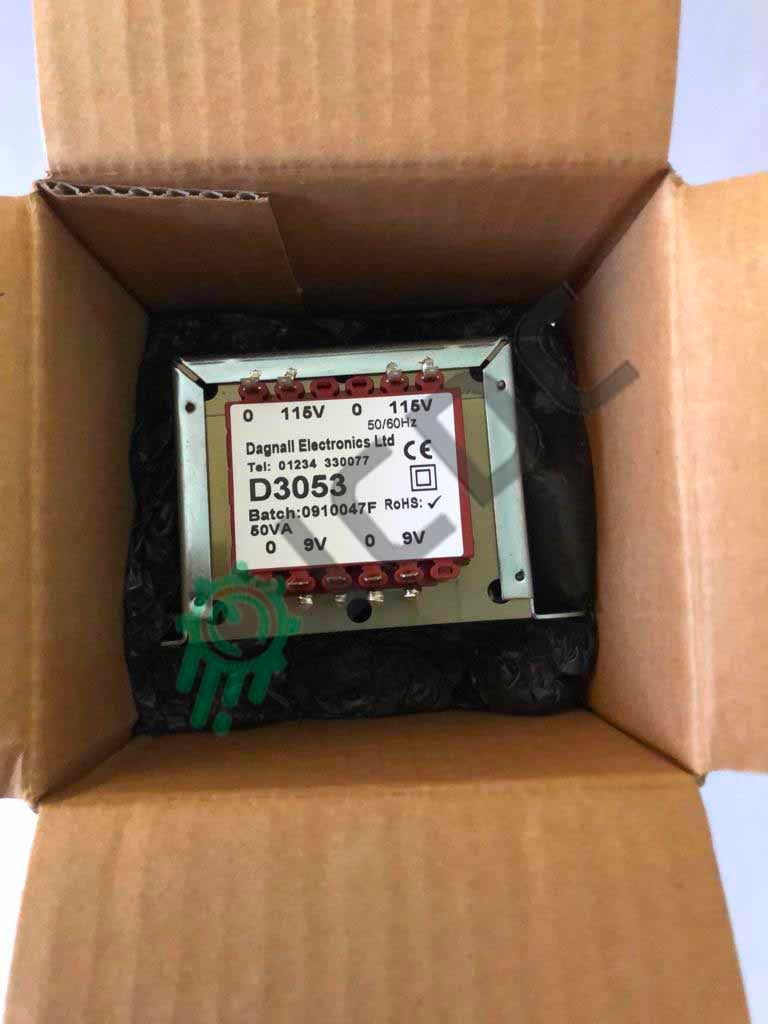 0 115V 0 115V
50/60Hz
Dagnall Electronics Ltd
CE
Tel: 01234 330077
D3053
Batch:0910047F RoHS: ✓
50VA
0 9V 0 9V